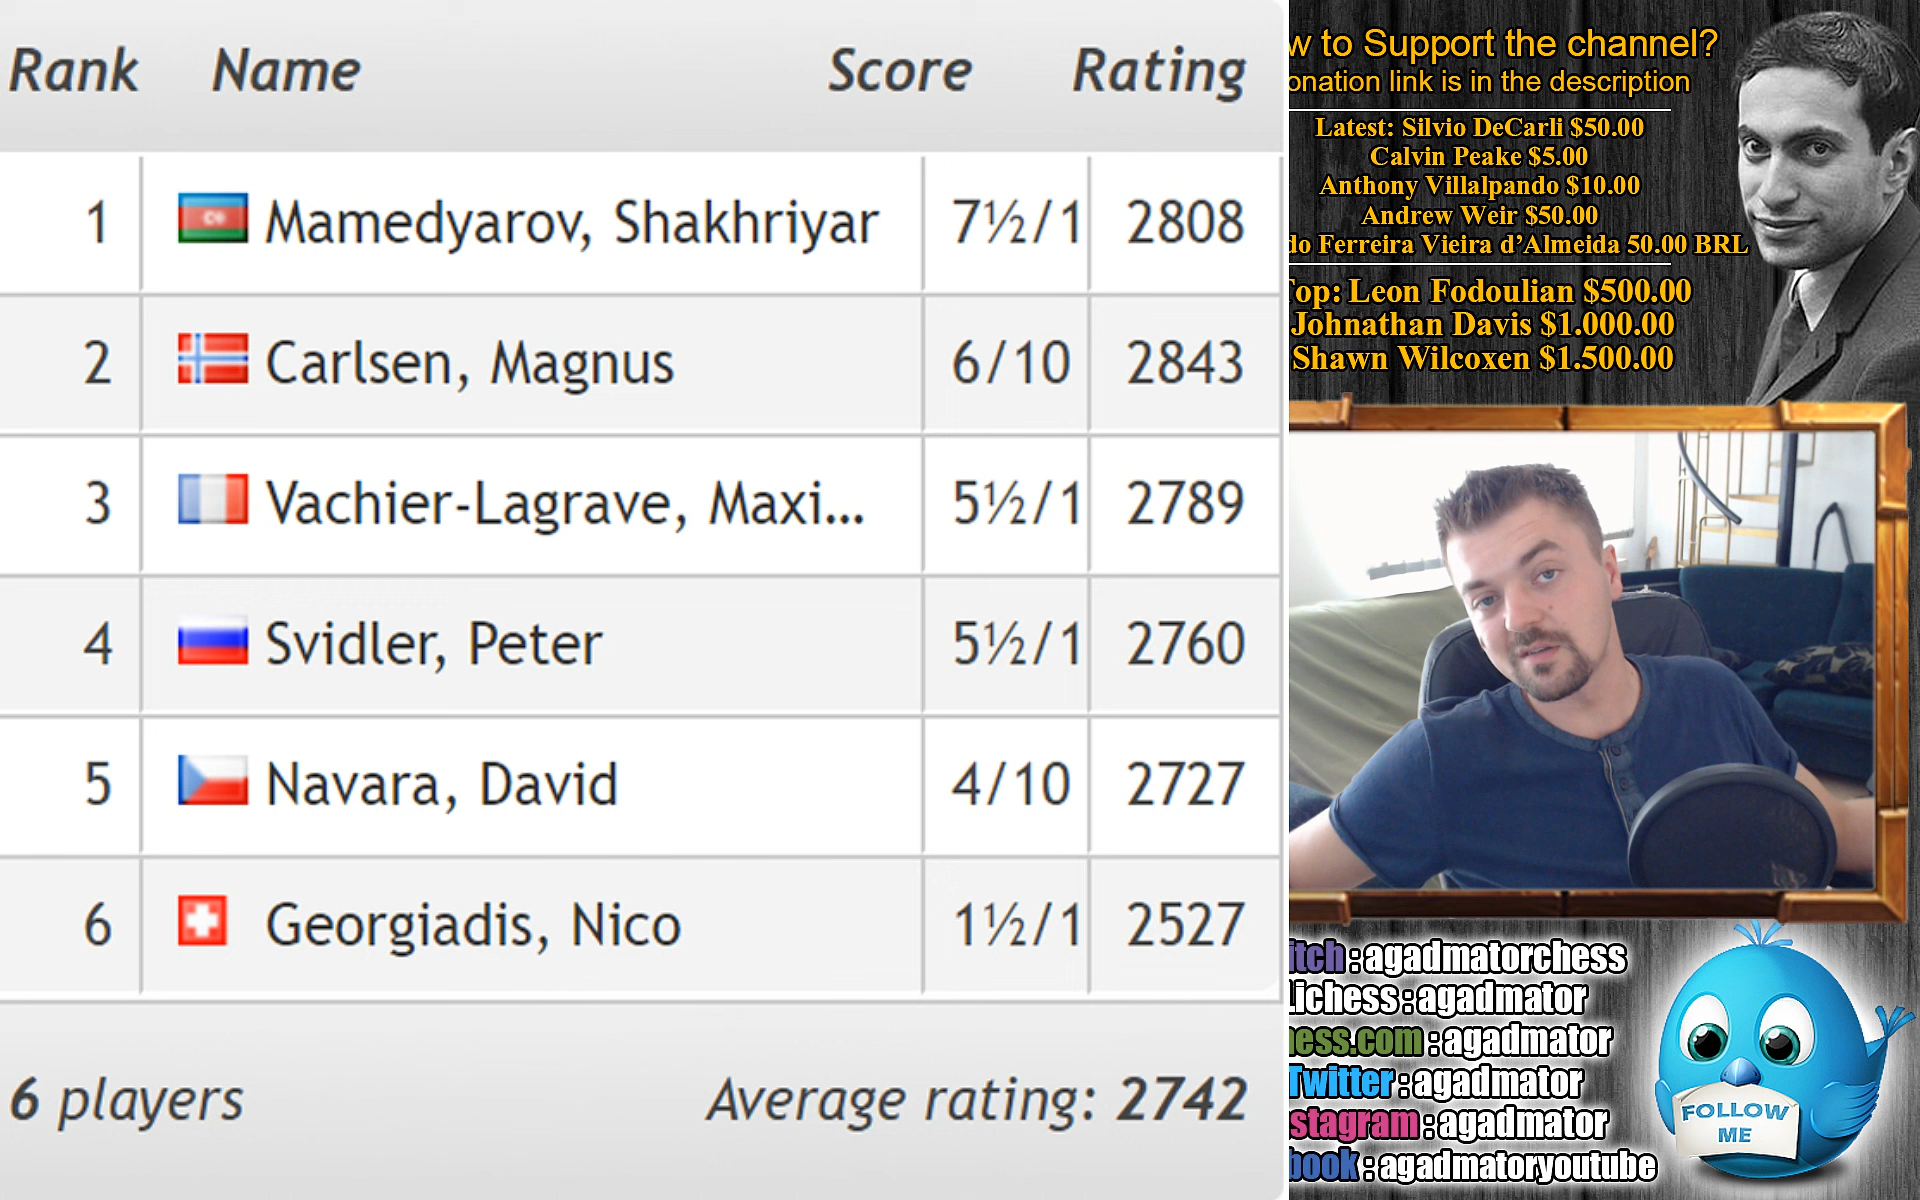 Rank Name Score Rating
1 Mamedyarov, Shakhriyar 7½/1 2808
2 Carlsen, Magnus 6/10 2843
3 Vachier-Lagrave, Maxi... 5½/1 2789
4 Svidler, Peter 5½/1 2760
5 Navara, David 4/10 2727
6 Georgiadis, Nico 1½/1 2527
6 players Average rating: 2742
w to Support the channel?
onation link is in the description
Latest: Silvio DeCarli $50.00
Calvin Peake $5.00
Anthony Villalpando $10.00
Andrew Weir $50.00
do Ferreira Vieira d'Almeida 50.00 BRL
Top: Leon Fodoulian $500.00
Johnathan Davis $1.000.00
Shawn Wilcoxen $1.500.00
itch : agadmatorchess
Lichess : agadmator
ess.com : agadmator
Twitter : agadmator
stagram : agadmator
book : agadmatoryoutube
FOLLOW
ME